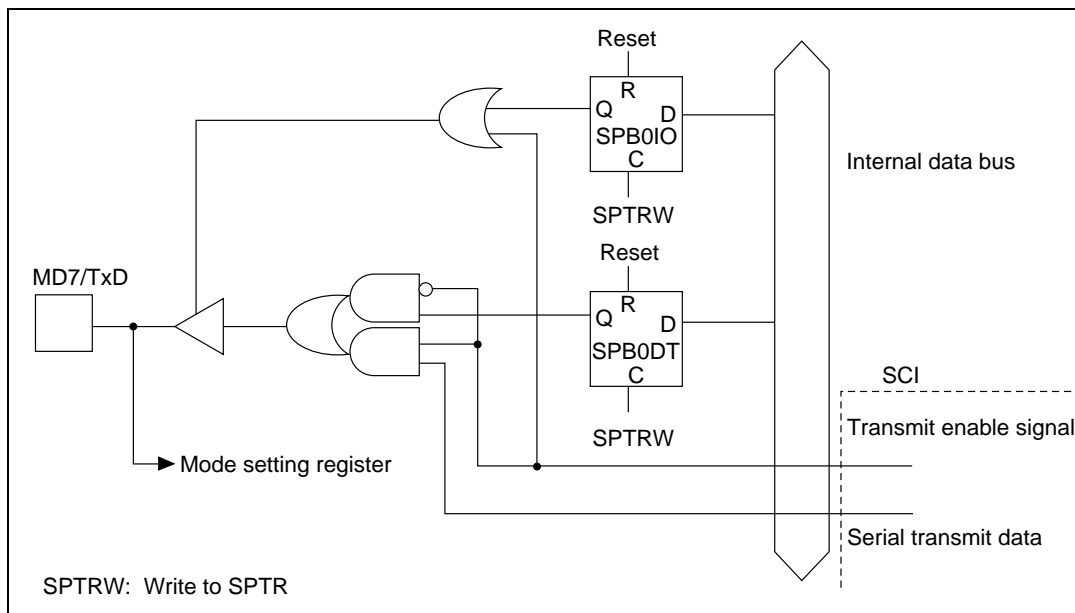 Reset
R
Q
D
SPB0IO
C
Internal data bus
SPTRW
Reset
MD7/TxD
R
Q
D
SPB0DT
C
SCI
SPTRW
Transmit enable signal
Mode setting register
Serial transmit data
SPTRW: Write to SPTR